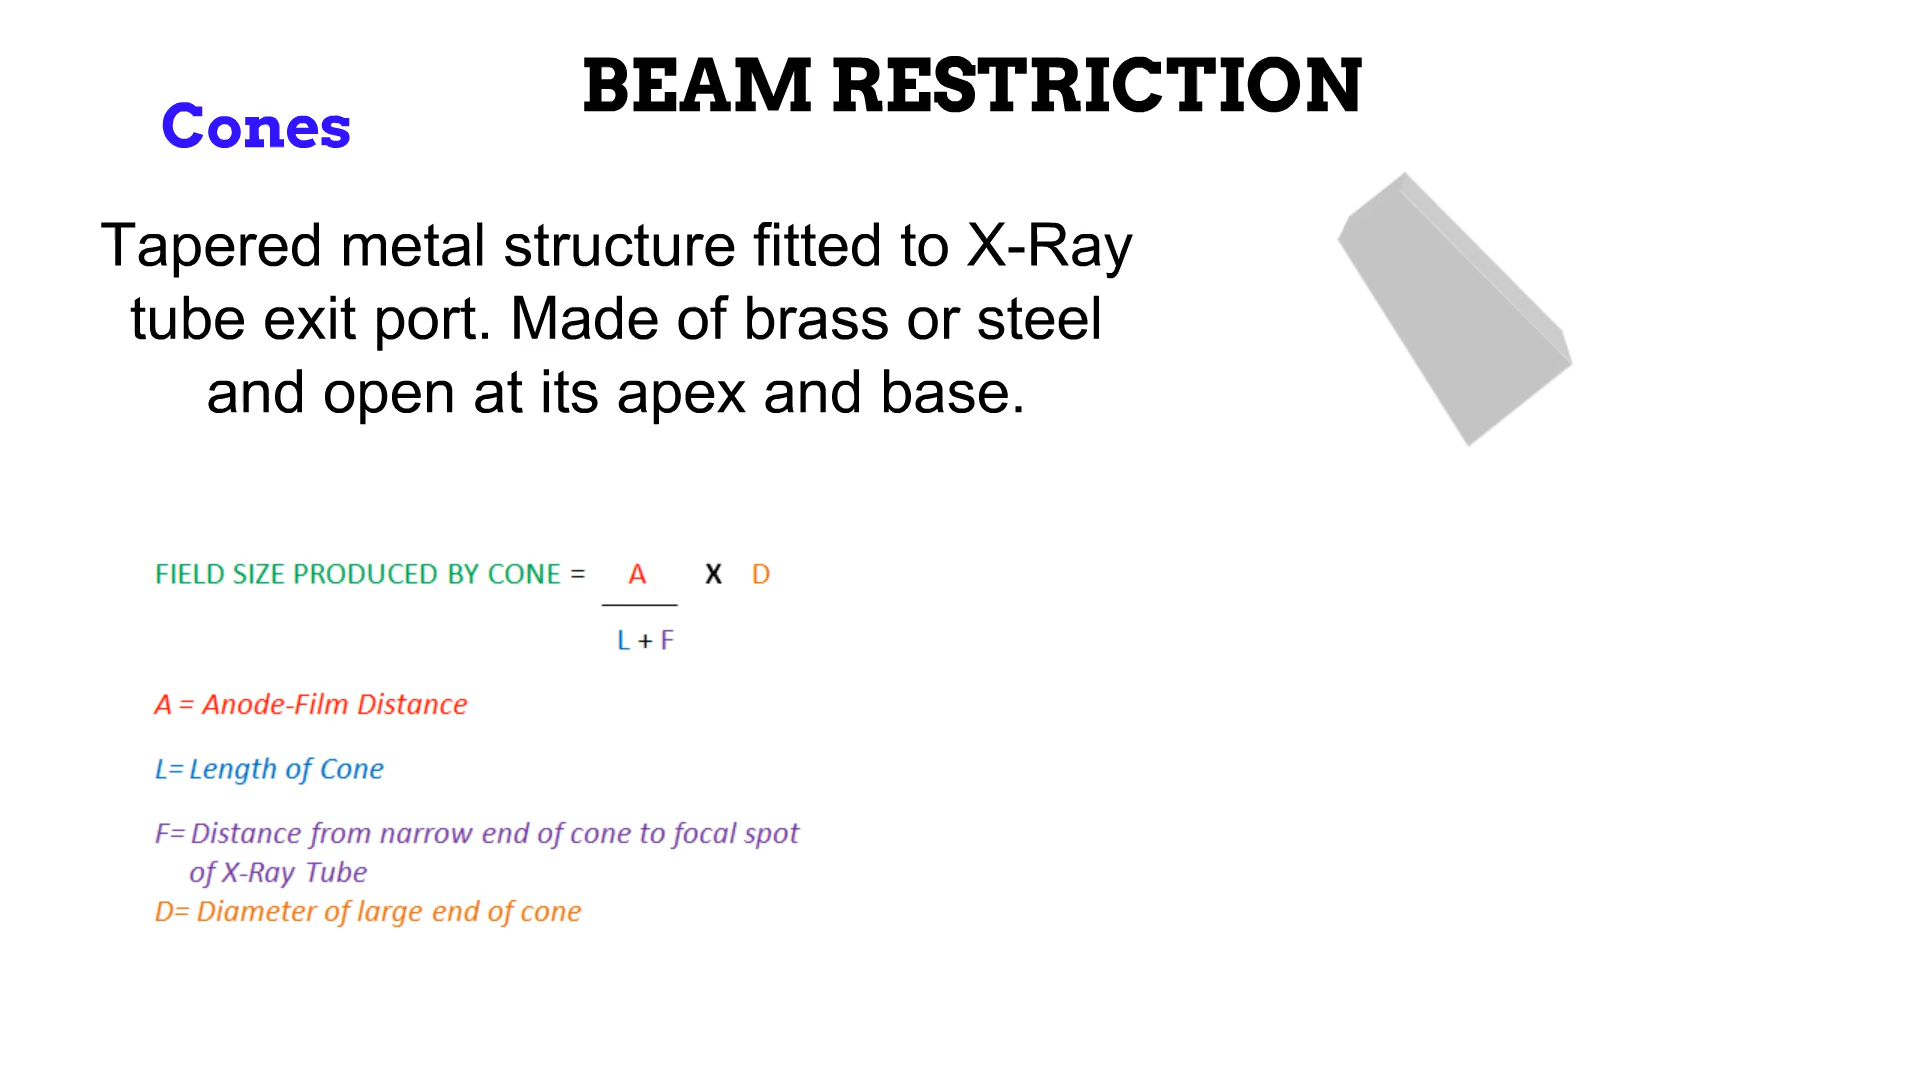 BEAM RESTRICTION
Cones
Tapered metal structure fitted to X-Ray
tube exit port. Made of brass or steel
and open at its apex and base.
FIELD SIZE PRODUCED BY CONE = A X D
L + F
A = Anode-Film Distance
L= Length of Cone
F= Distance from narrow end of cone to focal spot
of X-Ray Tube
D= Diameter of large end of cone